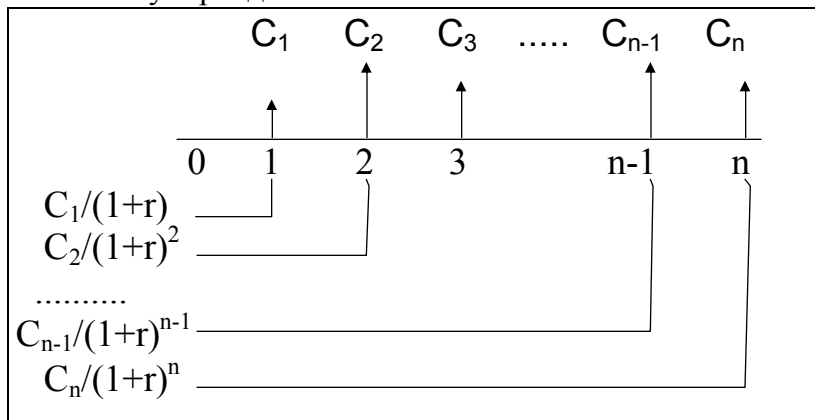 C₁ C₂ C₃ ..... Cₙ₋₁ Cₙ
0 1 2 3 n-1 n
C₁/(1+r)
C₂/(1+r)²
..........
Cₙ₋₁/(1+r)ⁿ⁻¹
Cₙ/(1+r)ⁿ